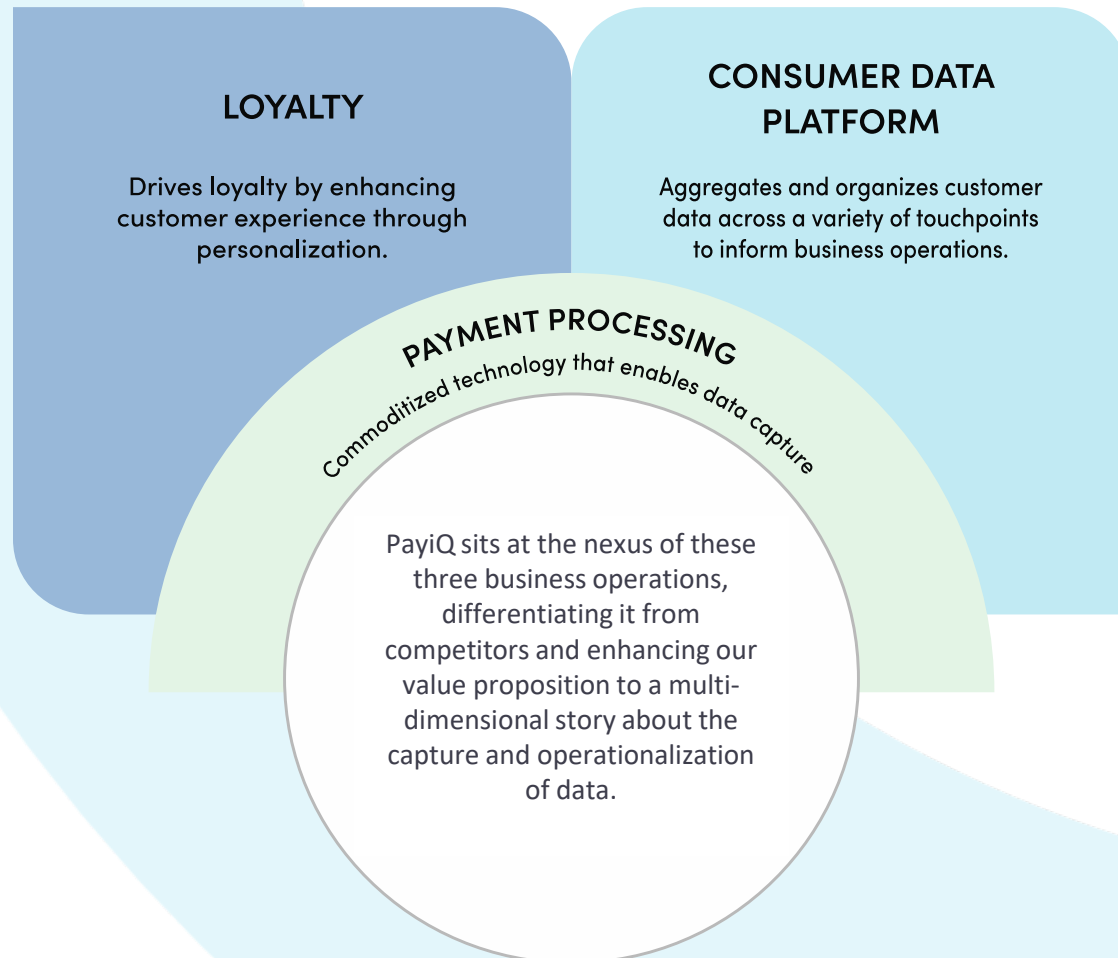 LOYALTY
Drives loyalty by enhancing
customer experience through
personalization.
CONSUMER DATA
PLATFORM
Aggregates and organizes customer
data across a variety of touchpoints
to inform business operations.
PAYMENT PROCESSING
Commoditized technology that enables data capture
PayiQ sits at the nexus of these
three business operations,
differentiating it from
competitors and enhancing our
value proposition to a multi-
dimensional story about the
capture and operationalization
of data.